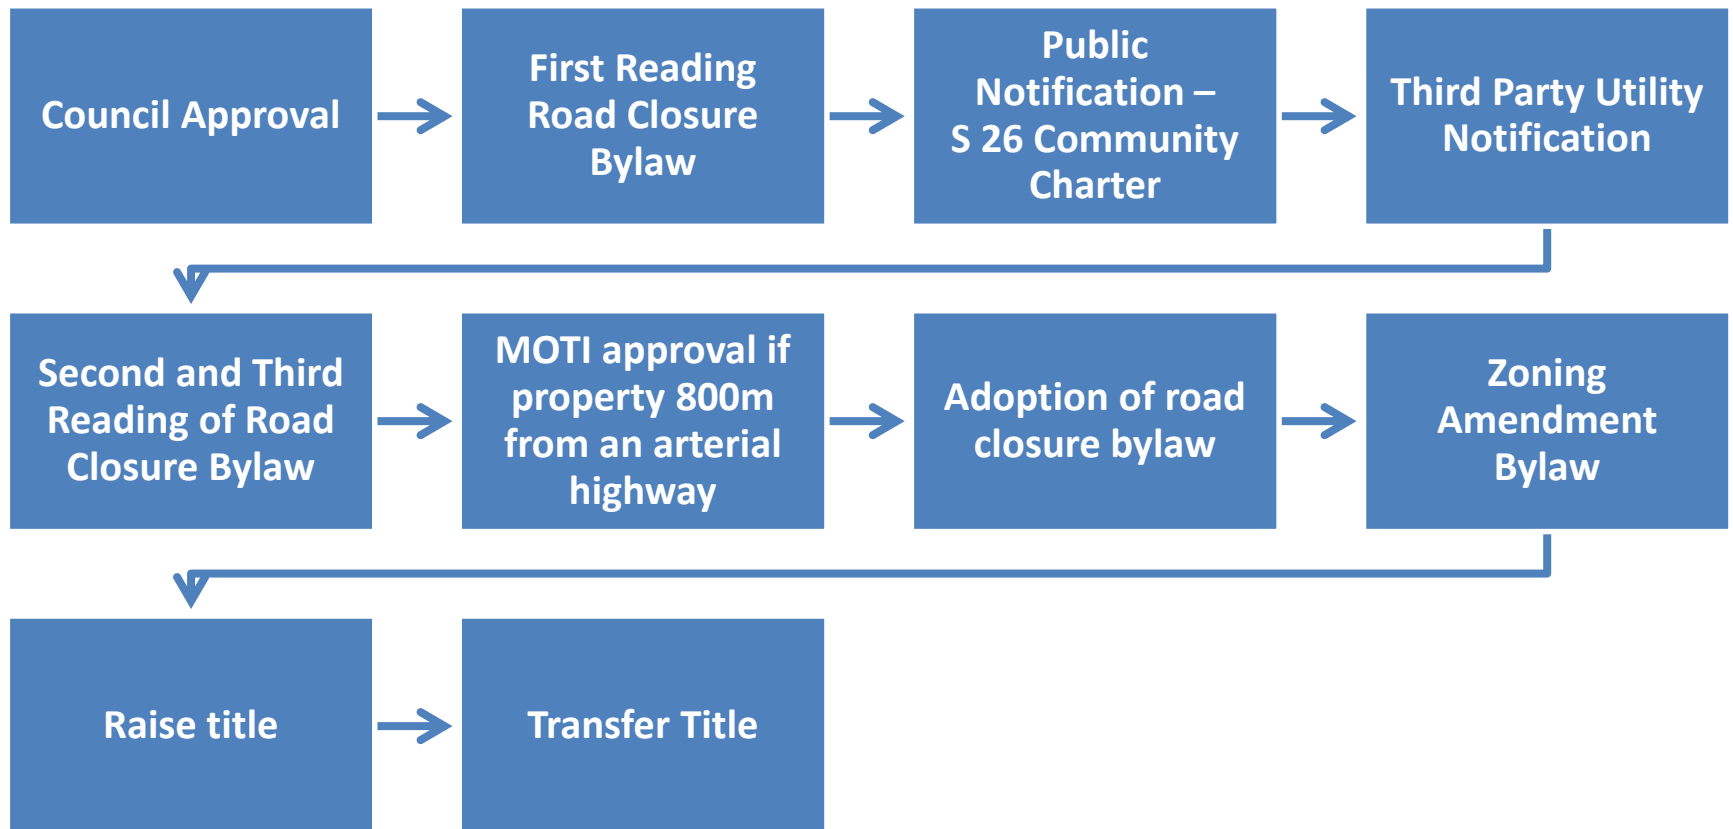 Council Approval
First Reading
Road Closure
Bylaw
Public
Notification –
S 26 Community
Charter
Third Party Utility
Notification
Second and Third
Reading of Road
Closure Bylaw
MOTI approval if
property 800m
from an arterial
highway
Adoption of road
closure bylaw
Zoning
Amendment
Bylaw
Raise title
Transfer Title